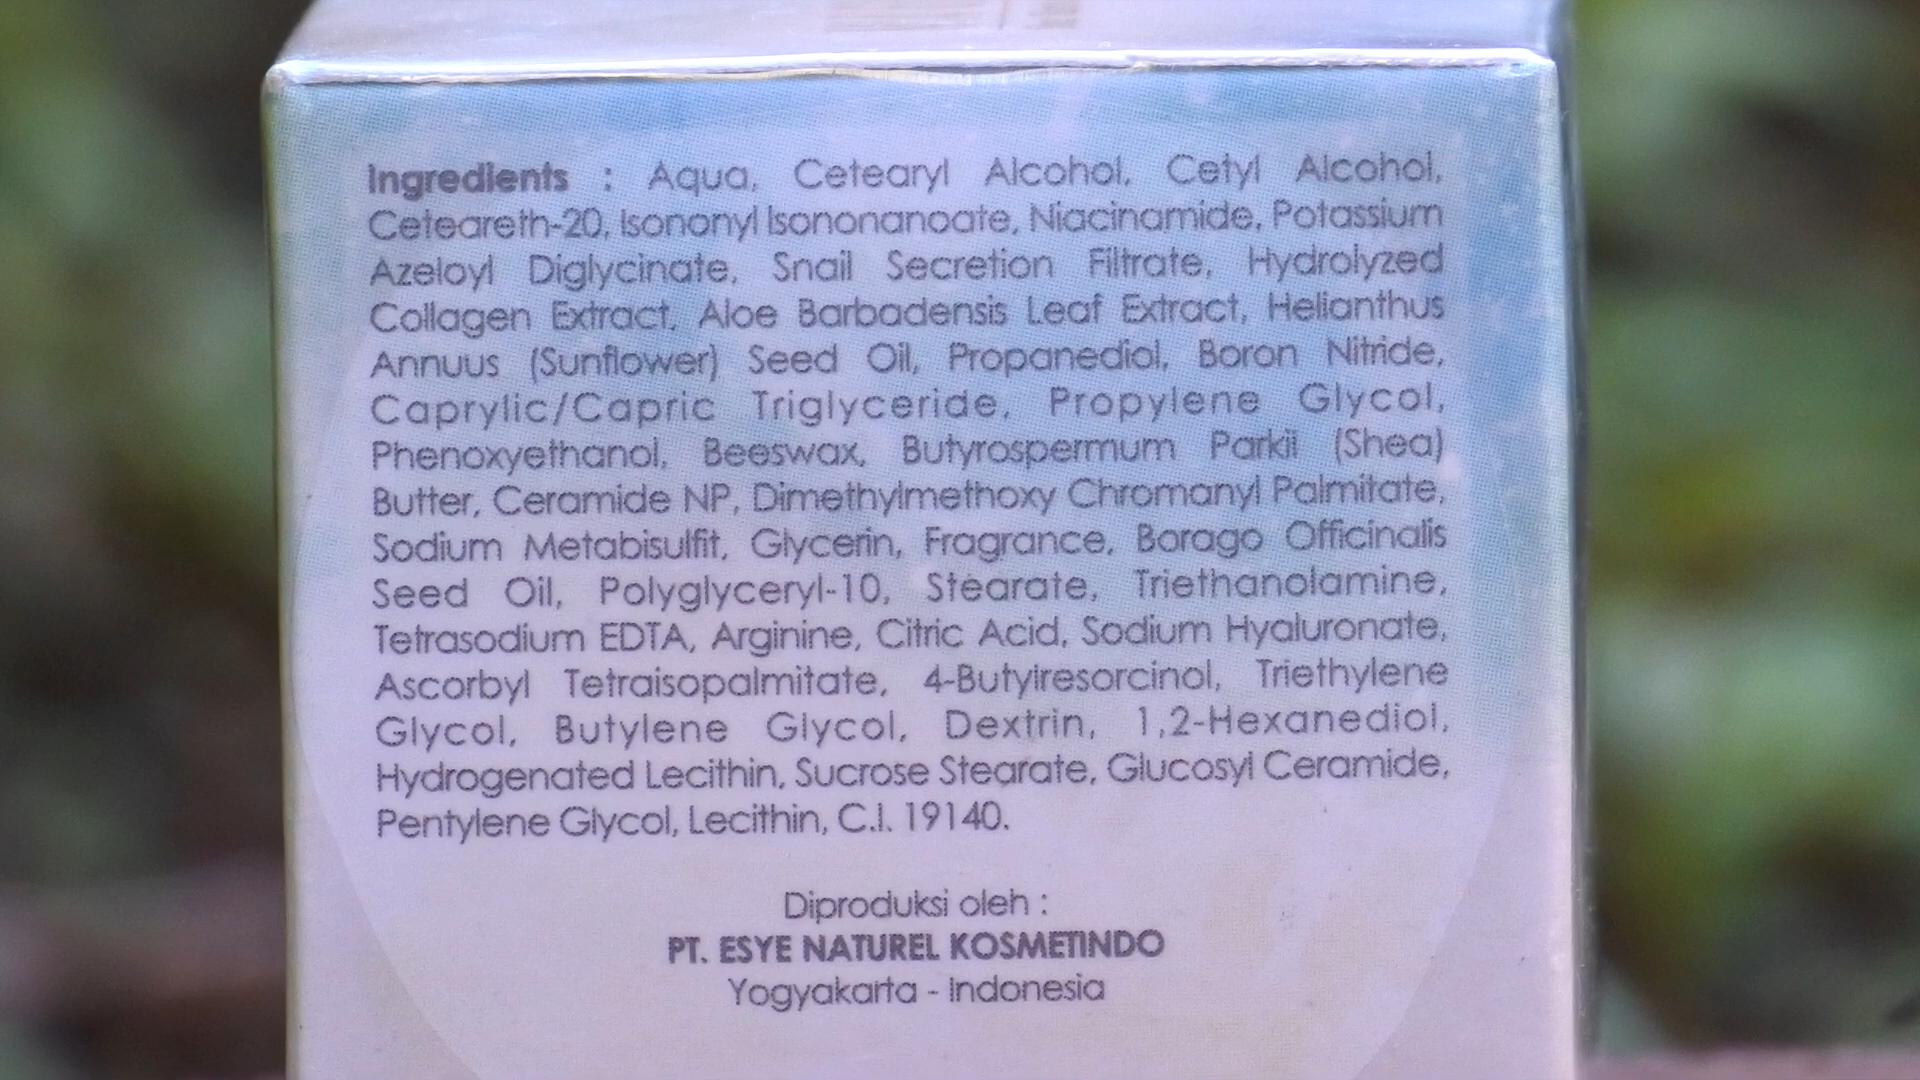 Ingredients : Aqua, Cetearyl Alcohol, Cetyl Alcohol,
Ceteareth-20, Isononyl Isononanoate, Niacinamide, Potassium
Azeloyl Diglycinate, Snail Secretion Filtrate, Hydrolyzed
Collagen Extract, Aloe Barbadensis Leaf Extract, Helianthus
Annuus (Sunflower) Seed Oil, Propanediol, Boron Nitride,
Caprylic/Capric Triglyceride, Propylene Glycol,
Phenoxyethanol, Beeswax, Butyrospermum Parkii (Shea)
Butter, Ceramide NP, Dimethylmethoxy Chromanyl Palmitate,
Sodium Metabisulfit, Glycerin, Fragrance, Borago Officinalis
Seed Oil, Polyglyceryl-10, Stearate, Triethanolamine,
Tetrasodium EDTA, Arginine, Citric Acid, Sodium Hyaluronate,
Ascorbyl Tetraisopalmitate, 4-Butylresorcinol, Triethylene
Glycol, Butylene Glycol, Dextrin, 1,2-Hexanediol,
Hydrogenated Lecithin, Sucrose Stearate, Glucosyl Ceramide,
Pentylene Glycol, Lecithin, C.I. 19140.
Diproduksi oleh :
PT. ESYE NATUREL KOSMETINDO
Yogyakarta - Indonesia